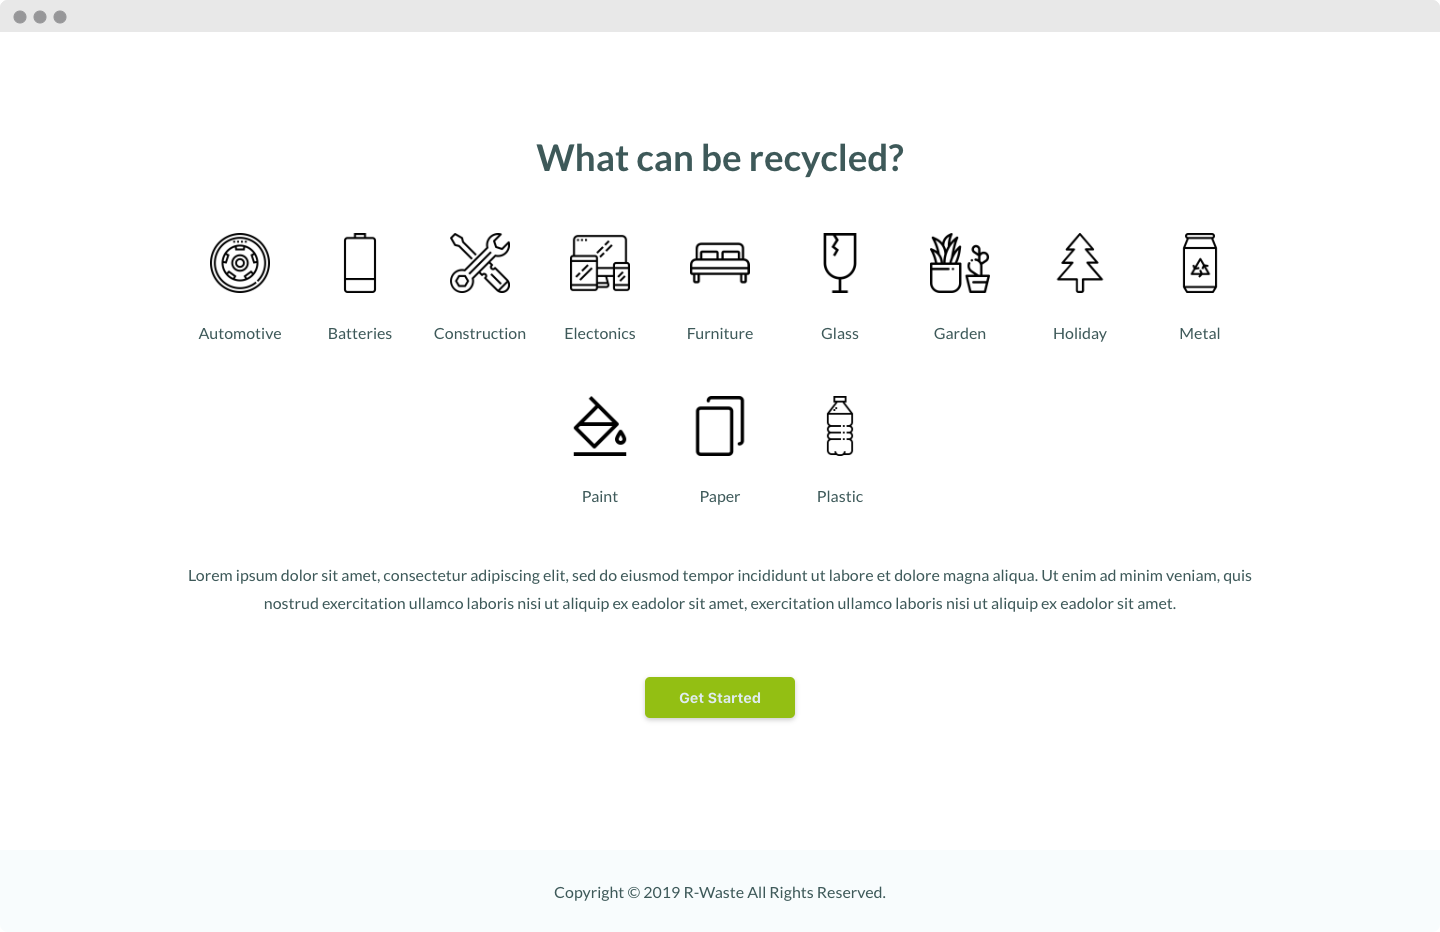 What can be recycled?
Automotive Batteries Construction Electonics Furniture Glass Garden Holiday Metal
Paint Paper Plastic
Lorem ipsum dolor sit amet, consectetur adipiscing elit, sed do eiusmod tempor incididunt ut labore et dolore magna aliqua. Ut enim ad minim veniam, quis
nostrud exercitation ullamco laboris nisi ut aliquip ex eadolor sit amet, exercitation ullamco laboris nisi ut aliquip ex eadolor sit amet.
Get Started
Copyright © 2019 R-Waste All Rights Reserved.